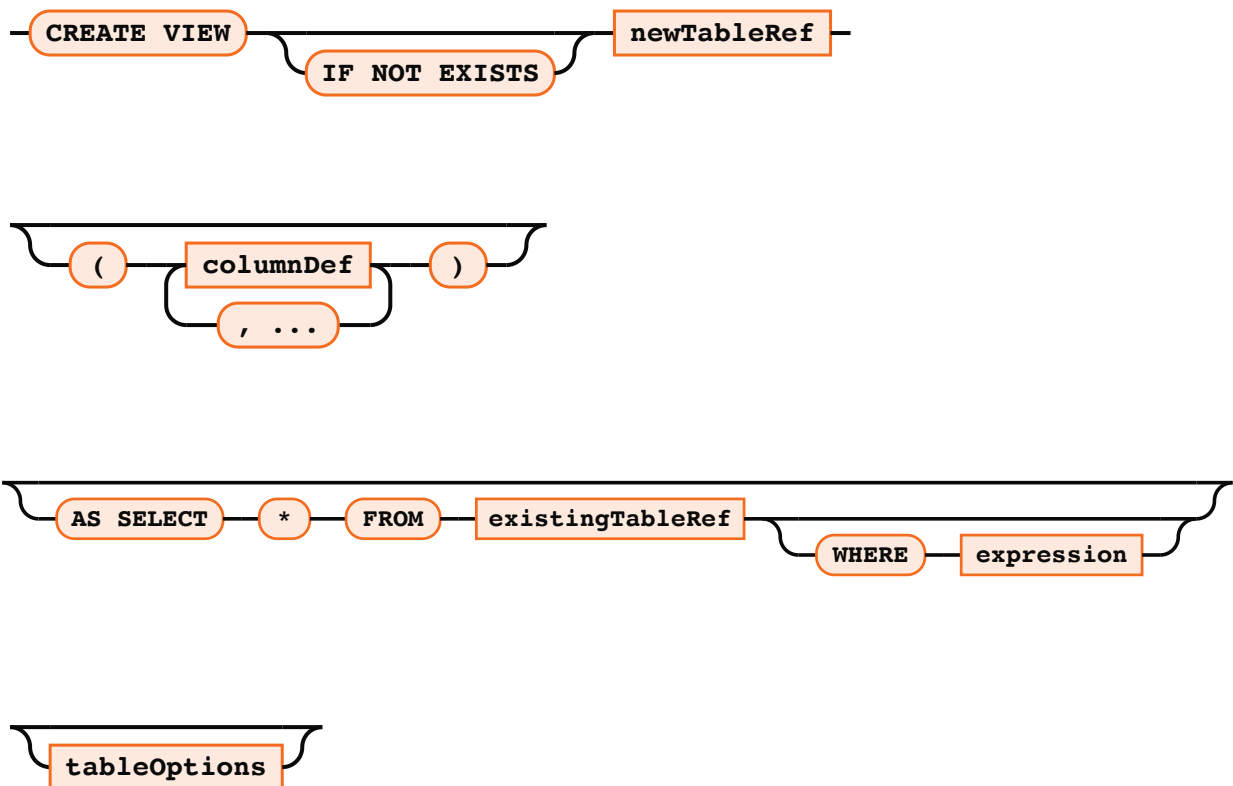 CREATE VIEW newTableRef
IF NOT EXISTS
( columnDef )
, ...
AS SELECT * FROM existingTableRef
WHERE expression
tableOptions